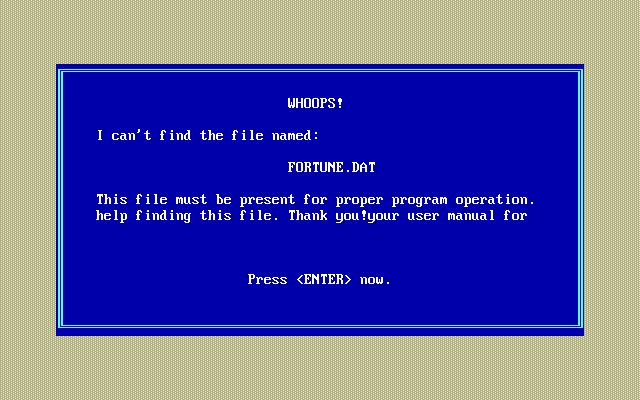 WHOOPS!
I can't find the file named:
FORTUNE.DAT
This file must be present for proper program operation.
help finding this file. Thank you!your user manual for
Press <ENTER> now.